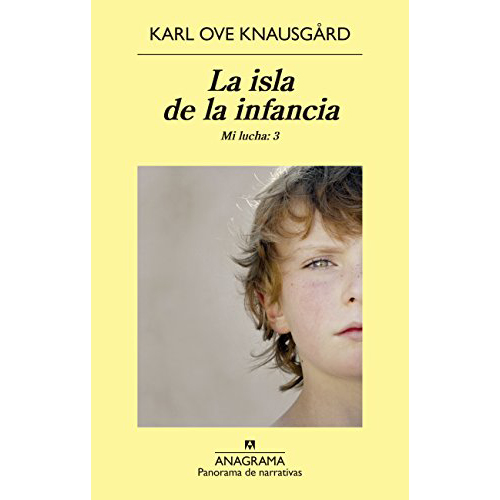 KARL OVE KNAUSGÅRD
La isla
de la infancia
Mi lucha: 3
ANAGRAMA
Panorama de narrativas